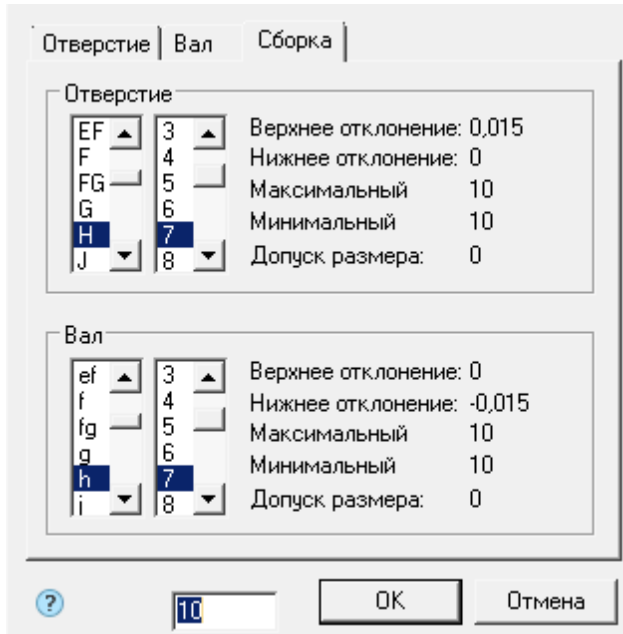 Отверстие Вал Сборка
Отверстие
EF 3 Верхнее отклонение: 0,015
F 4 Нижнее отклонение: 0
FG 5 Максимальный 10
G 6 Минимальный 10
H 7
J 8 Допуск размера: 0
Вал
ef 3 Верхнее отклонение: 0
f 4 Нижнее отклонение: -0,015
fg 5 Максимальный 10
g 6 Минимальный 10
h 7
i 8 Допуск размера: 0
? 10 OK Отмена